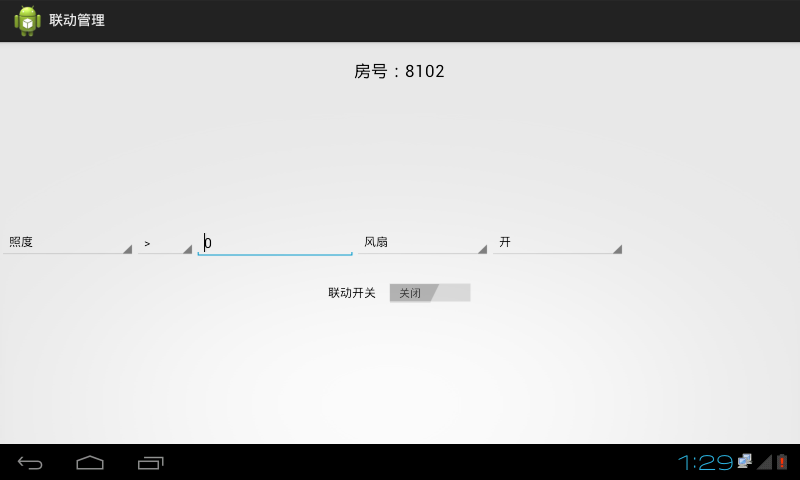 联动管理
房号：8102
照度 > 0 风扇 开
联动开关 关闭
1:29